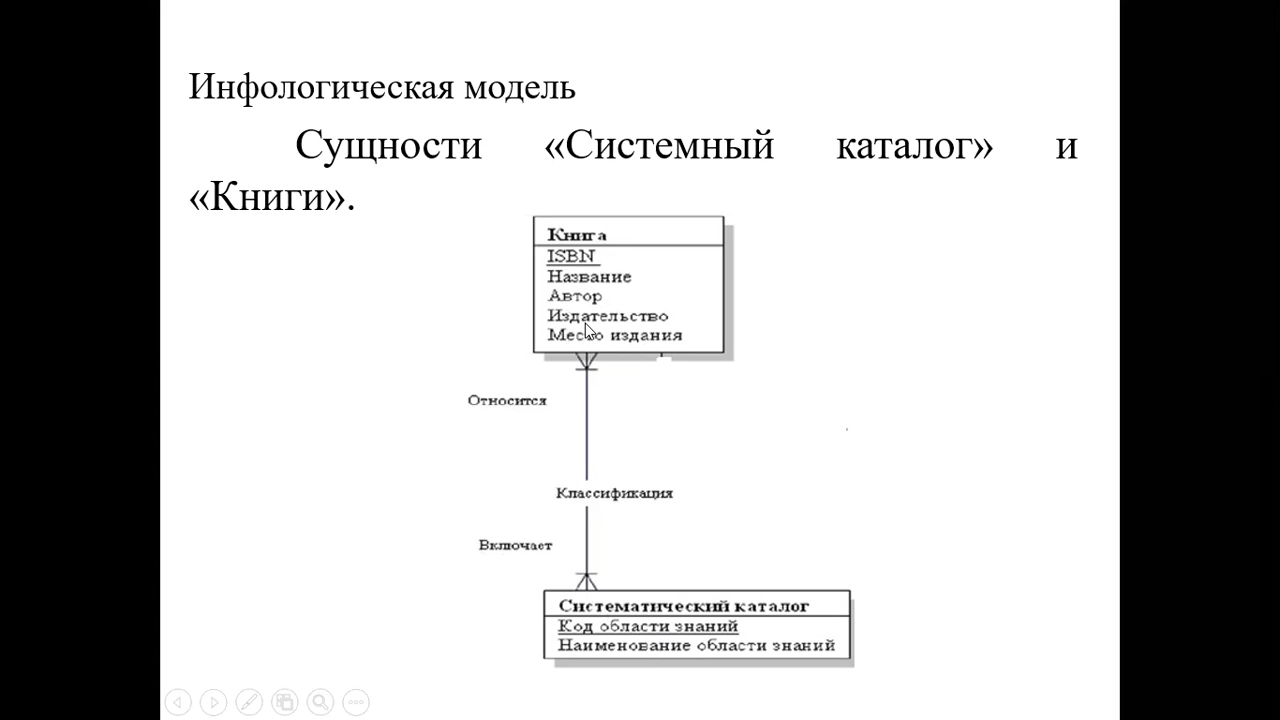 Инфологическая модель
Сущности «Системный каталог» и
«Книги».
Книга
ISBN
Название
Автор
Издательство
Место издания
Относится
Классификация
Включает
Систематический каталог
Код области знаний
Наименование области знаний